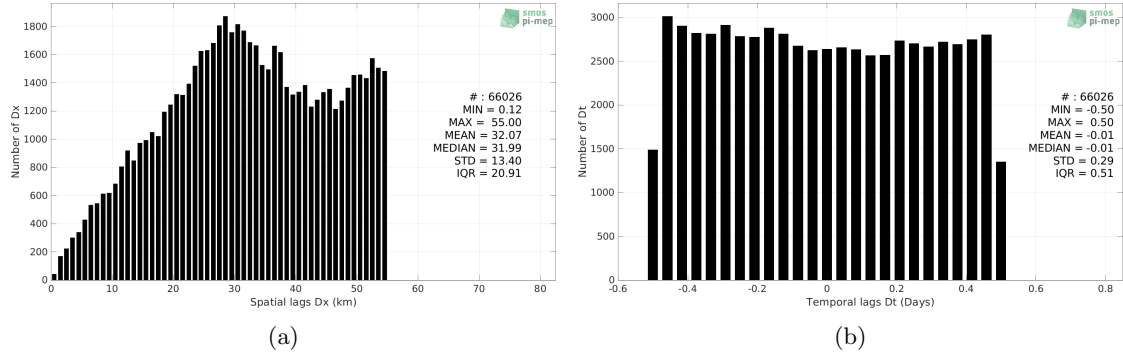 1800
1600
1400
1200
1000
800
600
400
200
0
Number of Dx
0 10 20 30 40 50 60 70 80
Spatial lags Dx (km)
smos
pi-mep
# : 66026
MIN = 0.12
MAX = 55.00
MEAN = 32.07
MEDIAN = 31.99
STD = 13.40
IQR = 20.91
(a)
3000
2500
2000
1500
1000
500
0
Number of Dt
-0.6 -0.4 -0.2 0 0.2 0.4 0.6 0.8
Temporal lags Dt (Days)
smos
pi-mep
# : 66026
MIN = -0.50
MAX = 0.50
MEAN = -0.01
MEDIAN = -0.01
STD = 0.29
IQR = 0.51
(b)